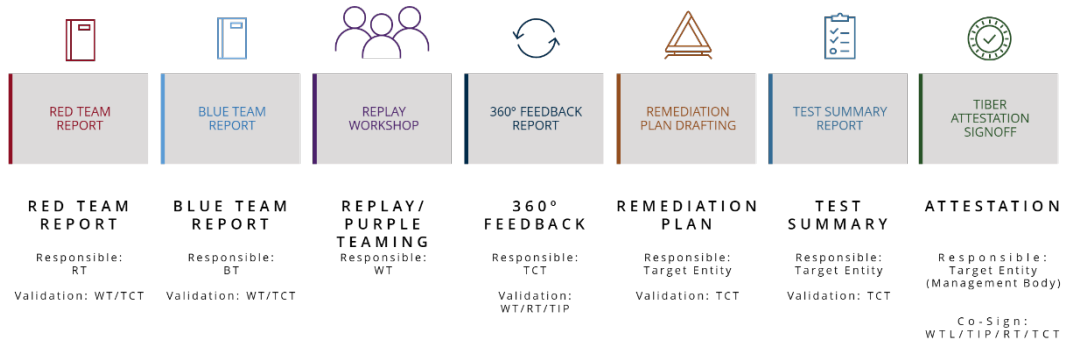 RED TEAM
REPORT
BLUE TEAM
REPORT
REPLAY
WORKSHOP
360º FEEDBACK
REPORT
REMEDIATION
PLAN DRAFTING
TEST SUMMARY
REPORT
TIBER
ATTESTATION
SIGNOFF
RED TEAM
REPORT
Responsible:
RT
Validation: WT/TCT
BLUE TEAM
REPORT
Responsible:
BT
Validation: WT/TCT
REPLAY/
PURPLE
TEAMING
Responsible:
WT
360º
FEEDBACK
Responsible:
TCT
Validation:
WT/RT/TIP
REMEDIATION
PLAN
Responsible:
Target Entity
Validation: TCT
TEST
SUMMARY
Responsible:
Target Entity
Validation: TCT
ATTESTATION
Responsible:
Target Entity
(Management Body)
Co-Sign:
WTL/TIP/RT/TCT